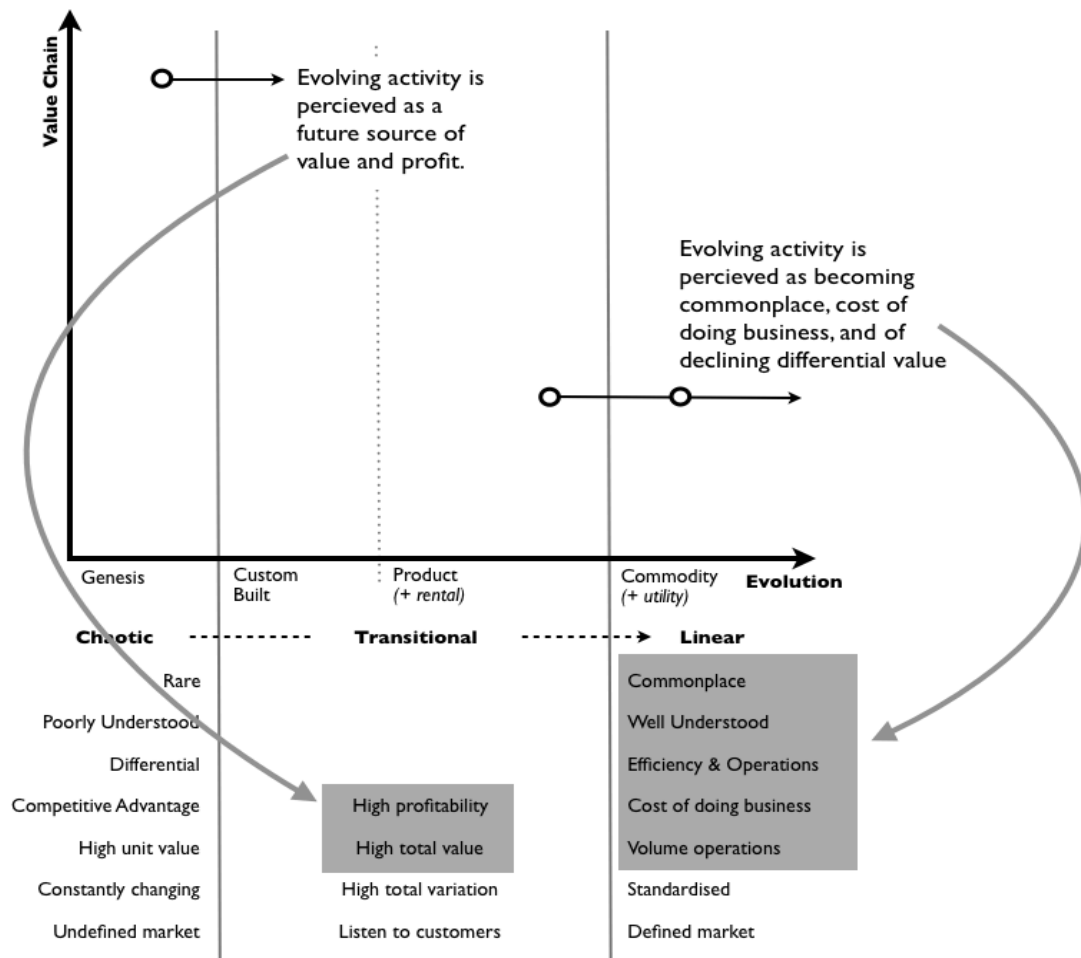 Value Chain
Evolving activity is
percieved as a
future source of
value and profit.
Evolving activity is
percieved as becoming
commonplace, cost of
doing business, and of
declining differential value
Genesis
Custom
Built
Product
(+ rental)
Commodity
(+ utility)
Evolution
Chaotic
Transitional
Linear
Rare
Commonplace
Poorly Understood
Well Understood
Differential
Efficiency & Operations
Competitive Advantage
High profitability
Cost of doing business
High unit value
High total value
Volume operations
Constantly changing
High total variation
Standardised
Undefined market
Listen to customers
Defined market